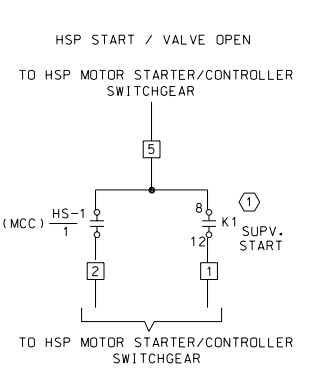 HSP START / VALVE OPEN
TO HSP MOTOR STARTER/CONTROLLER
SWITCHGEAR
5
8
1
(MCC) HS-1
1
K1
12
SUPV.
START
2
1
TO HSP MOTOR STARTER/CONTROLLER
SWITCHGEAR